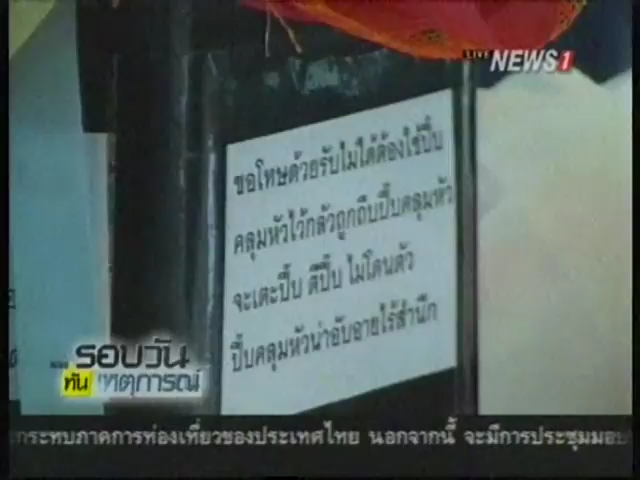 LIVE NEWS1
ขอโทษด้วยรับไม่ได้ต้องใช้ปี๊บ
คลุมหัวไว้กลัวถูกถีบปี๊บคลุมหัว
จะเตะปี๊บ ตีปี๊บ ไม่โดนตัว
ปี๊บคลุมหัวน่าอับอายไร้สำนึก
รอบวัน
ทัน เหตุการณ์
กระทบภาคการท่องเที่ยวของประเทศไทย นอกจากนี้ จะมีการประชุมมอบ